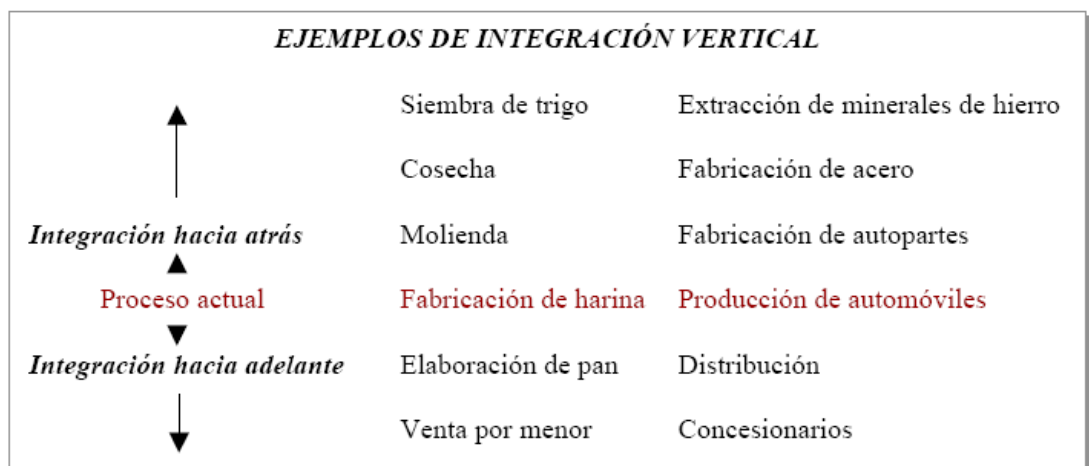 EJEMPLOS DE INTEGRACIÓN VERTICAL
Siembra de trigo Extracción de minerales de hierro
Cosecha Fabricación de acero
Integración hacia atrás Molienda Fabricación de autopartes
Proceso actual Fabricación de harina Producción de automóviles
Integración hacia adelante Elaboración de pan Distribución
Venta por menor Concesionarios